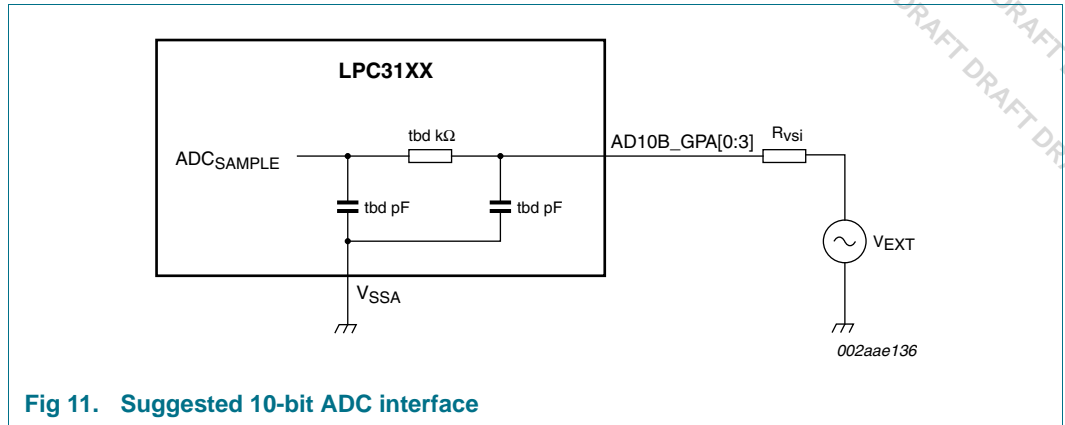 DRAFT DRAFT DR
DRAFT
LPC31XX
tbd kΩ
AD10B_GPA[0:3]
Rvsi
ADCSAMPLE
tbd pF
tbd pF
VEXT
VSSA
002aae136
Fig 11. Suggested 10-bit ADC interface